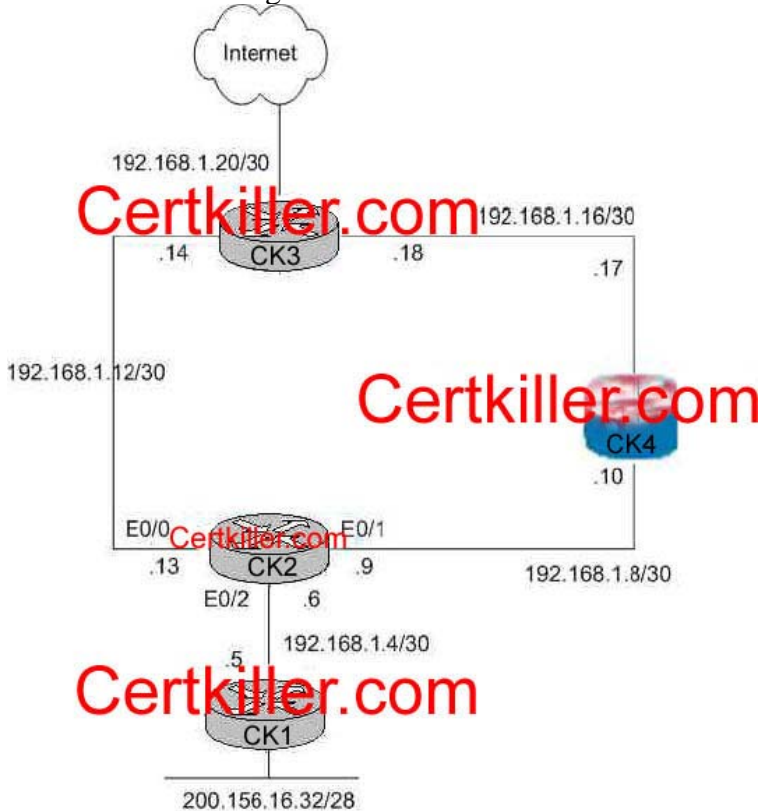 Internet
192.168.1.20/30
Certkiller.com
192.168.1.16/30
.14
CK3
.18
.17
192.168.1.12/30
Certkiller.com
CK4
.10
E0/0
Certkiller.com
E0/1
.13
CK2
.9
192.168.1.8/30
E0/2
.6
192.168.1.4/30
.5
Certkiller.com
CK1
200.156.16.32/28